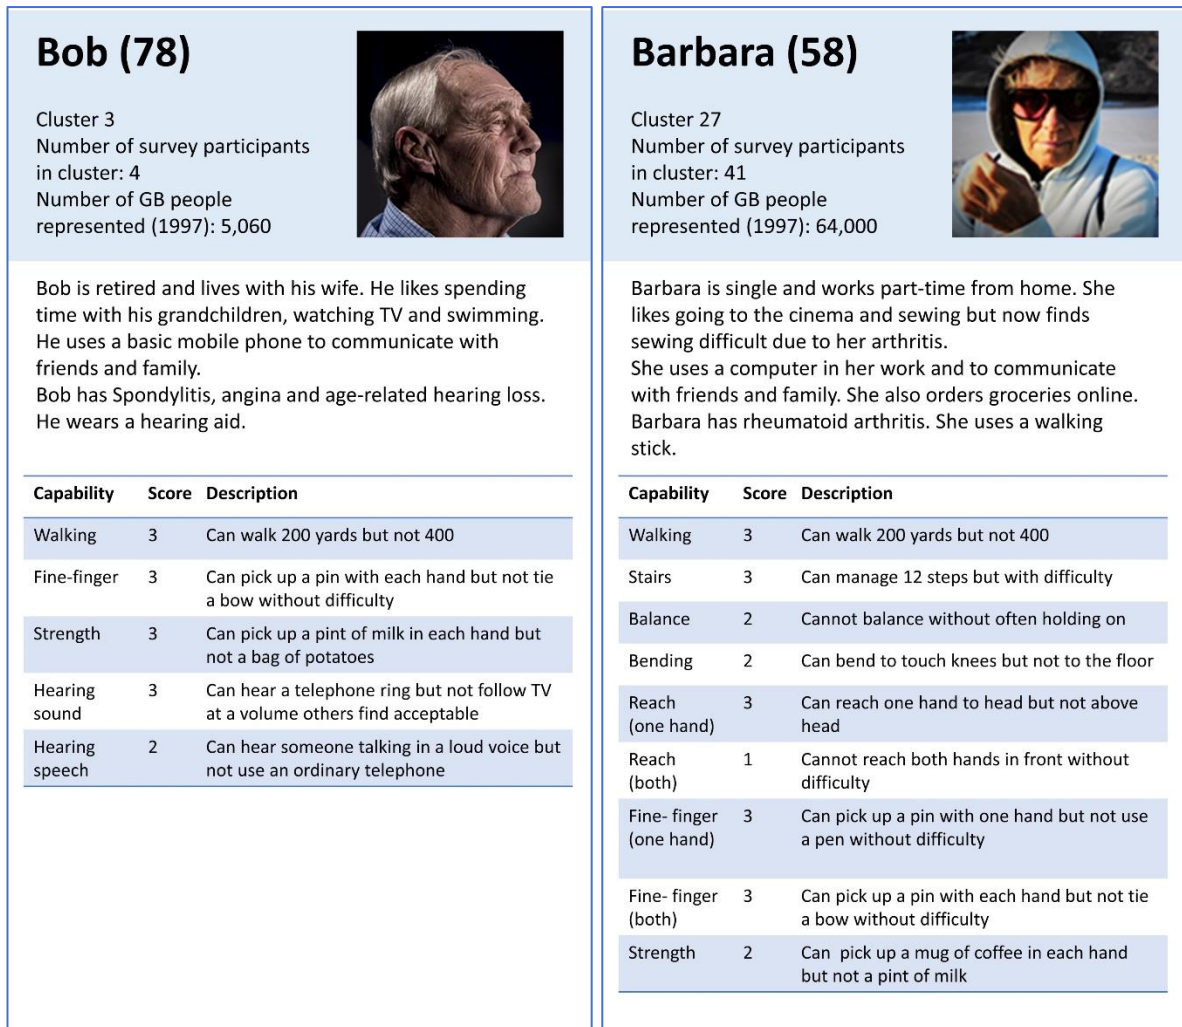 Bob (78)
Cluster 3
Number of survey participants
in cluster: 4
Number of GB people
represented (1997): 5,060
Bob is retired and lives with his wife. He likes spending
time with his grandchildren, watching TV and swimming.
He uses a basic mobile phone to communicate with
friends and family.
Bob has Spondylitis, angina and age-related hearing loss.
He wears a hearing aid.
Capability Score Description
Walking 3 Can walk 200 yards but not 400
Fine-finger 3 Can pick up a pin with each hand but not tie
a bow without difficulty
Strength 3 Can pick up a pint of milk in each hand but
not a bag of potatoes
Hearing 3 Can hear a telephone ring but not follow TV
sound at a volume others find acceptable
Hearing 2 Can hear someone talking in a loud voice but
speech not use an ordinary telephone
Barbara (58)
Cluster 27
Number of survey participants
in cluster: 41
Number of GB people
represented (1997): 64,000
Barbara is single and works part-time from home. She
likes going to the cinema and sewing but now finds
sewing difficult due to her arthritis.
She uses a computer in her work and to communicate
with friends and family. She also orders groceries online.
Barbara has rheumatoid arthritis. She uses a walking
stick.
Capability Score Description
Walking 3 Can walk 200 yards but not 400
Stairs 3 Can manage 12 steps but with difficulty
Balance 2 Cannot balance without often holding on
Bending 2 Can bend to touch knees but not to the floor
Reach 3 Can reach one hand to head but not above
(one hand) head
Reach 1 Cannot reach both hands in front without
(both) difficulty
Fine- finger 3 Can pick up a pin with one hand but not use
(one hand) a pen without difficulty
Fine- finger 3 Can pick up a pin with each hand but not tie
(both) a bow without difficulty
Strength 2 Can pick up a mug of coffee in each hand
but not a pint of milk